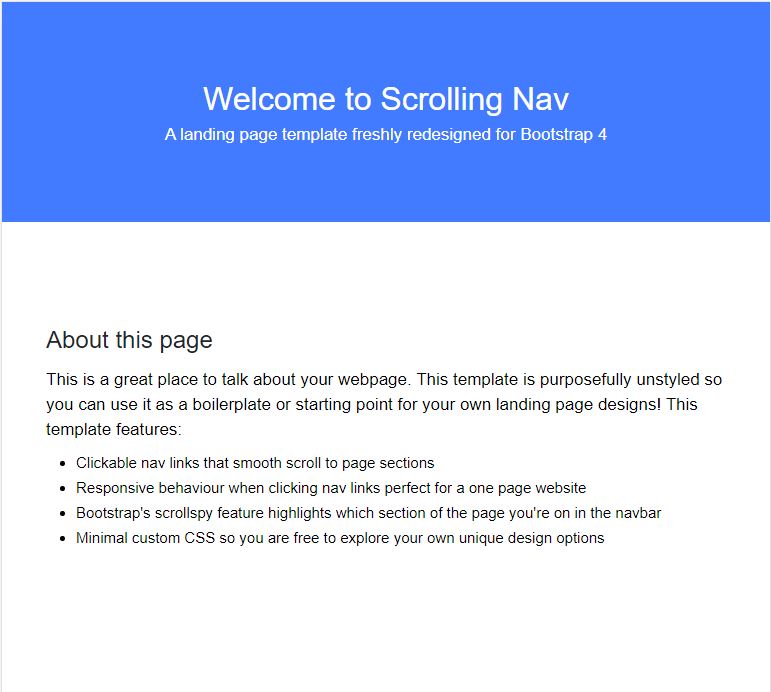 Welcome to Scrolling Nav
A landing page template freshly redesigned for Bootstrap 4
About this page
This is a great place to talk about your webpage. This template is purposefully unstyled so
you can use it as a boilerplate or starting point for your own landing page designs! This
template features:
• Clickable nav links that smooth scroll to page sections
• Responsive behaviour when clicking nav links perfect for a one page website
• Bootstrap's scrollspy feature highlights which section of the page you're on in the navbar
• Minimal custom CSS so you are free to explore your own unique design options